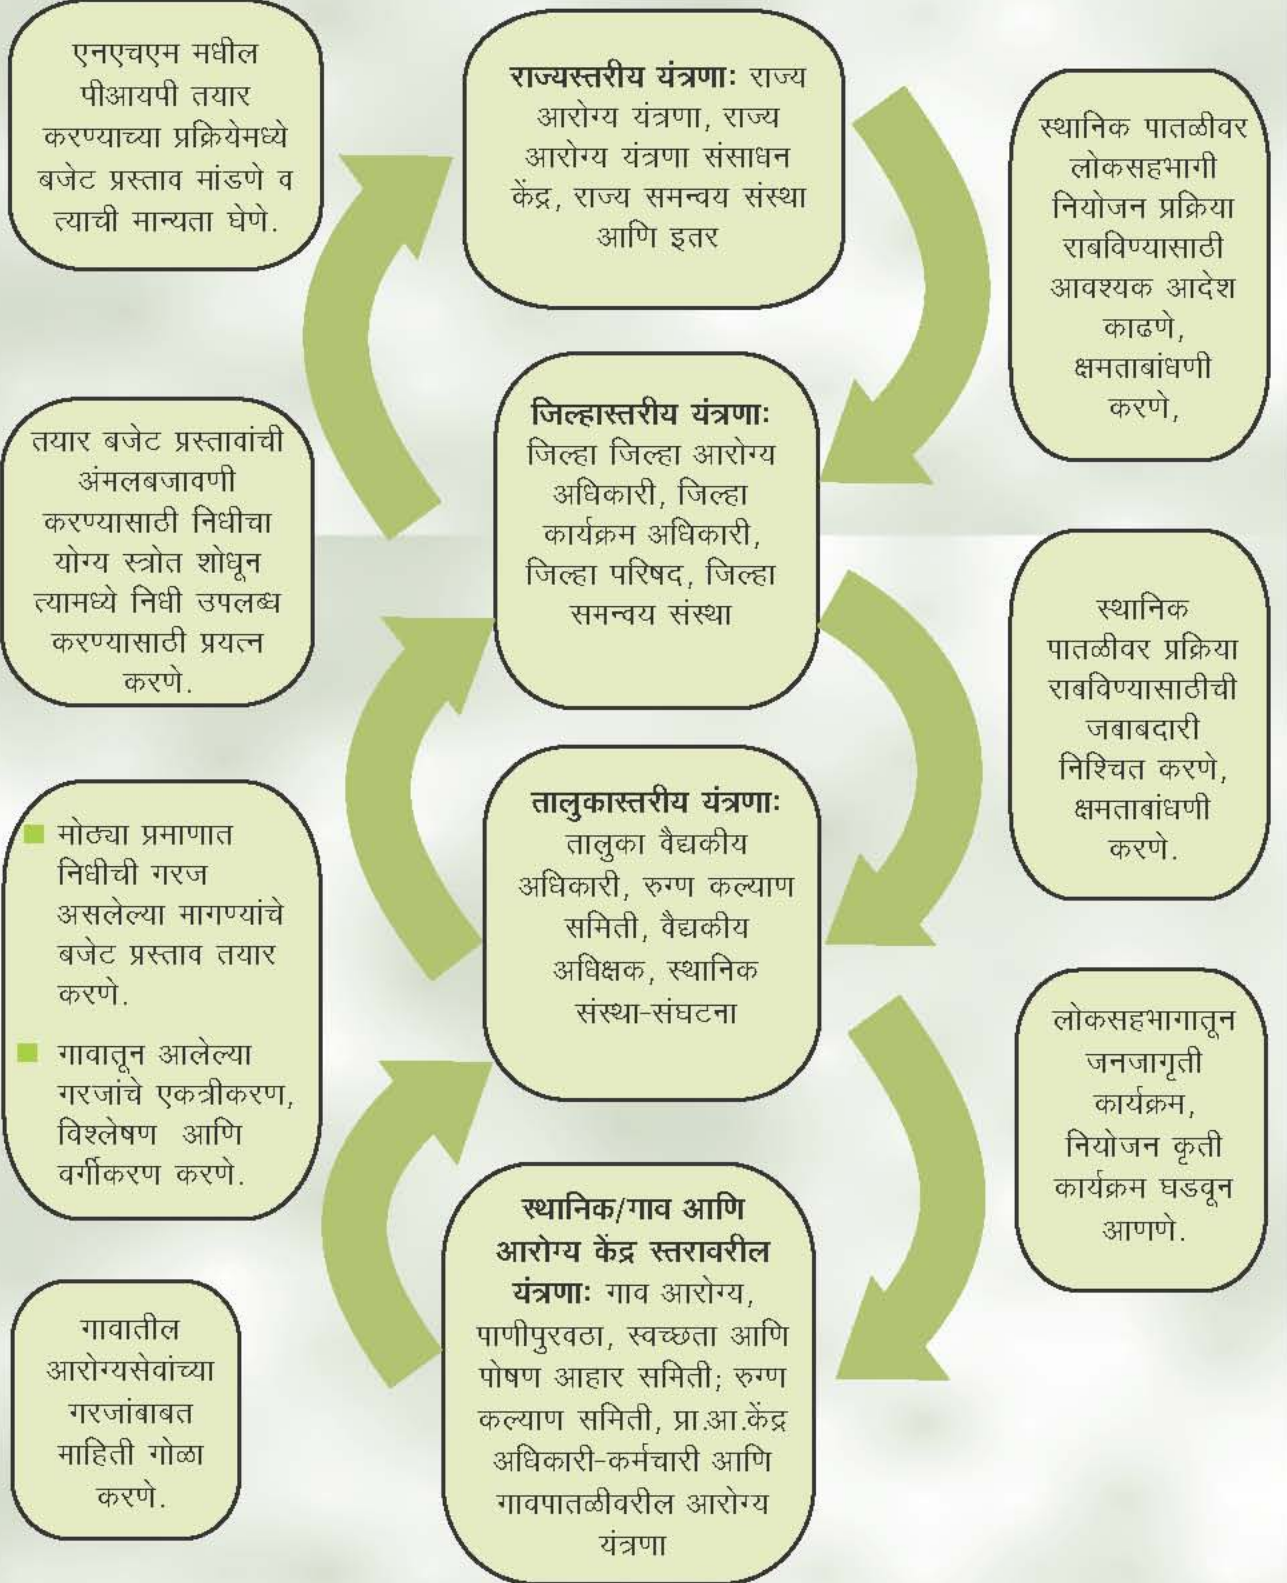 एनएचएम मधील
पीआयपी तयार
करण्याच्या प्रक्रियेमध्ये
बजेट प्रस्ताव मांडणे व
त्याची मान्यता घेणे.
राज्यस्तरीय यंत्रणाः राज्य
आरोग्य यंत्रणा, राज्य
आरोग्य यंत्रणा संसाधन
केंद्र, राज्य समन्वय संस्था
आणि इतर
स्थानिक पातळीवर
लोकसहभागी
नियोजन प्रक्रिया
राबविण्यासाठी
आवश्यक आदेश
काढणे,
क्षमताबांधणी
करणे,
तयार बजेट प्रस्तावांची
अंमलबजावणी
करण्यासाठी निधीचा
योग्य स्त्रोत शोधून
त्यामध्ये निधी उपलब्ध
करण्यासाठी प्रयत्न
करणे.
जिल्हास्तरीय यंत्रणाः
जिल्हा जिल्हा आरोग्य
अधिकारी, जिल्हा
कार्यक्रम अधिकारी,
जिल्हा परिषद, जिल्हा
समन्वय संस्था
स्थानिक
पातळीवर प्रक्रिया
राबविण्यासाठीची
जबाबदारी
निश्चित करणे,
क्षमताबांधणी
करणे.
मोठ्या प्रमाणात
निधीची गरज
असलेल्या मागण्यांचे
बजेट प्रस्ताव तयार
करणे.
गावातून आलेल्या
गरजांचे एकत्रीकरण,
विश्लेषण आणि
वर्गीकरण करणे.
तालुकास्तरीय यंत्रणाः
तालुका वैद्यकीय
अधिकारी, रुग्ण कल्याण
समिती, वैद्यकीय
अधिक्षक, स्थानिक
संस्था-संघटना
लोकसहभागातून
जनजागृती
कार्यक्रम,
नियोजन कृती
कार्यक्रम घडवून
आणणे.
गावातील
आरोग्यसेवांच्या
गरजांबाबत
माहिती गोळा
करणे.
स्थानिक/गाव आणि
आरोग्य केंद्र स्तरावरील
यंत्रणाः गाव आरोग्य,
पाणीपुरवठा, स्वच्छता आणि
पोषण आहार समिती; रुग्ण
कल्याण समिती, प्रा.आ.केंद्र
अधिकारी-कर्मचारी आणि
गावपातळीवरील आरोग्य
यंत्रणा